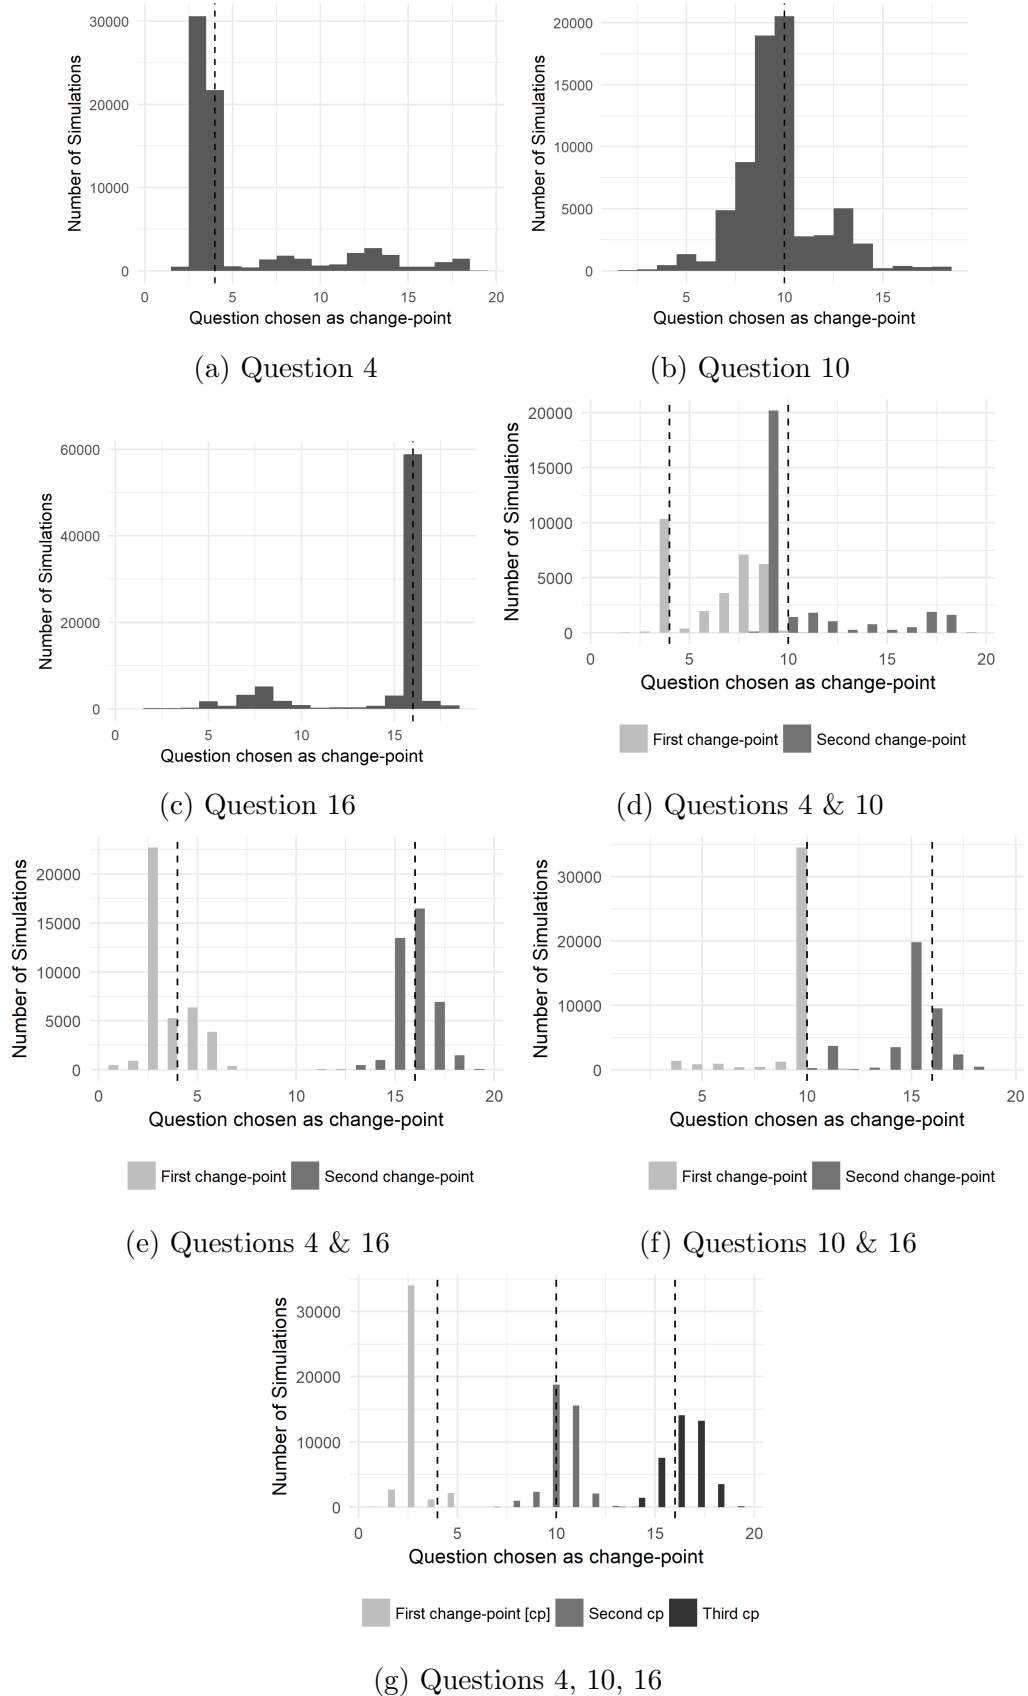 Number of Simulations
30000
20000
10000
0
0 5 10 15 20
Question chosen as change-point
(a) Question 4
Number of Simulations
20000
15000
10000
5000
0
5 10 15
Question chosen as change-point
(b) Question 10
Number of Simulations
60000
40000
20000
0
0 5 10 15
Question chosen as change-point
(c) Question 16
Number of Simulations
20000
15000
10000
5000
0
0 5 10 15 20
Question chosen as change-point
First change-point Second change-point
(d) Questions 4 & 10
Number of Simulations
20000
15000
10000
5000
0
0 5 10 15 20
Question chosen as change-point
First change-point Second change-point
(e) Questions 4 & 16
Number of Simulations
30000
20000
10000
0
5 10 15 20
Question chosen as change-point
First change-point Second change-point
(f) Questions 10 & 16
Number of Simulations
30000
20000
10000
0
0 5 10 15 20
Question chosen as change-point
First change-point [cp] Second cp Third cp
(g) Questions 4, 10, 16